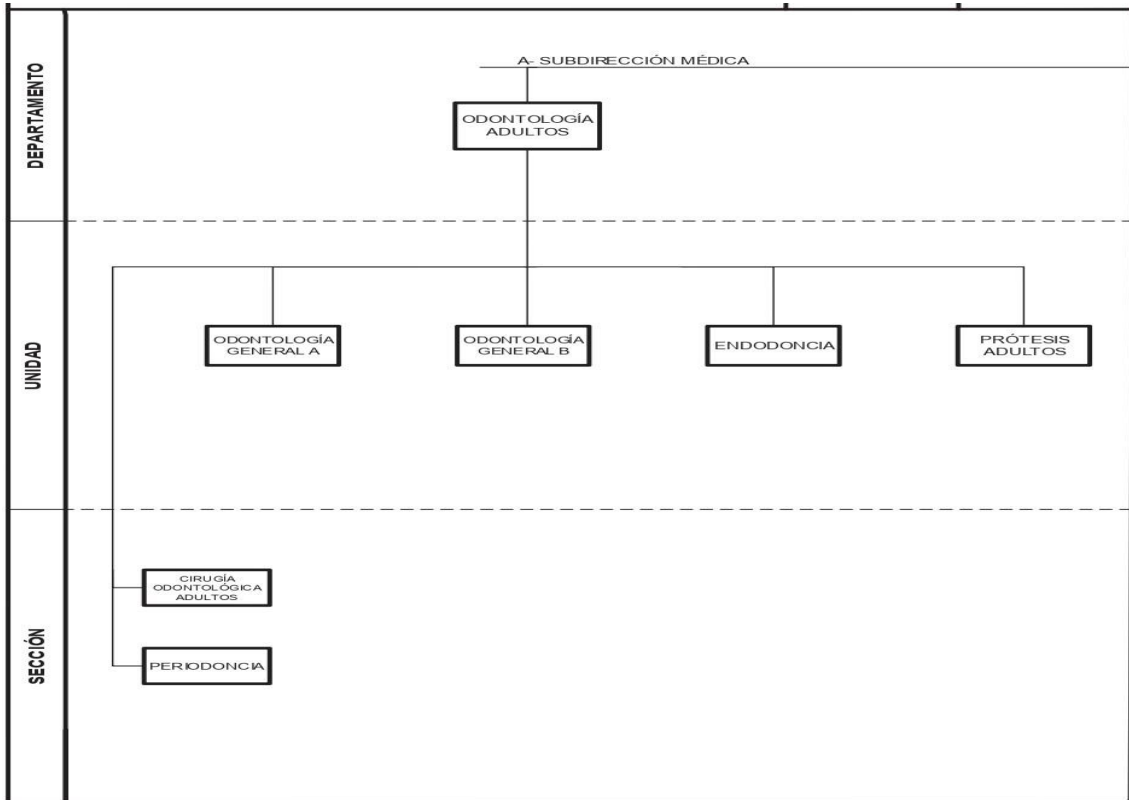 DEPARTAMENTO
A- SUBDIRECCIÓN MÉDICA
ODONTOLOGÍA
ADULTOS
UNIDAD
ODONTOLOGÍA
GENERAL A
ODONTOLOGÍA
GENERAL B
ENDODONCIA
PRÓTESIS
ADULTOS
SECCIÓN
CIRUGÍA
ODONTOLÓGICA
ADULTOS
PERIODONCIA